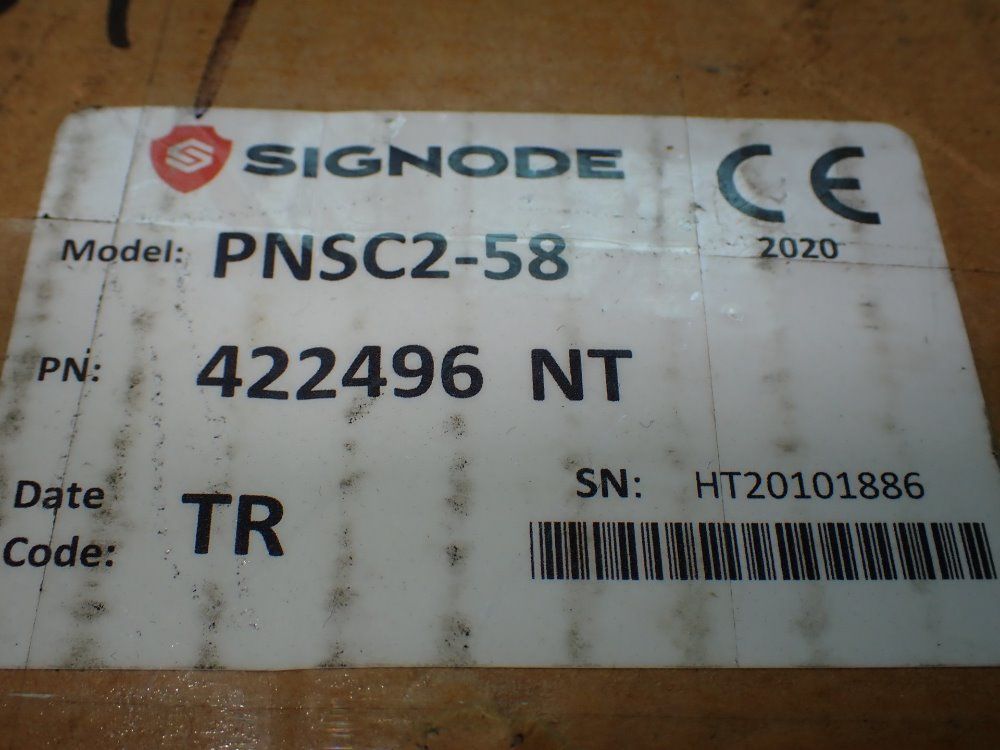 SIGNODE
CE
Model: PNSC2-58
2020
PN: 422496 NT
Date Code: TR
SN: HT20101886